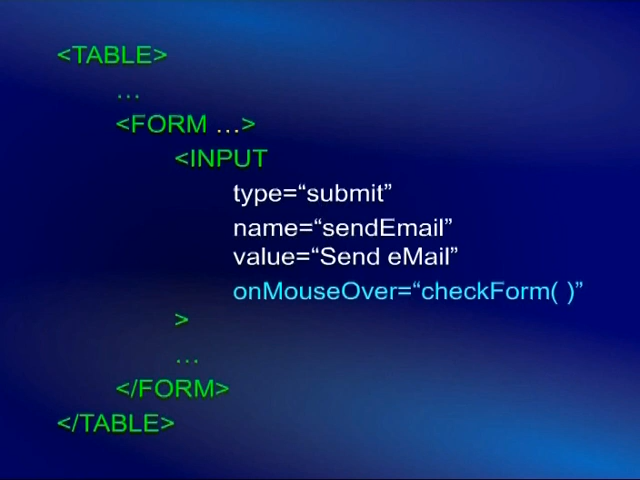 <TABLE>
…
<FORM …>
<INPUT
type=“submit”
name=“sendEmail”
value=“Send eMail”
onMouseOver=“checkForm( )”
>
…
</FORM>
</TABLE>